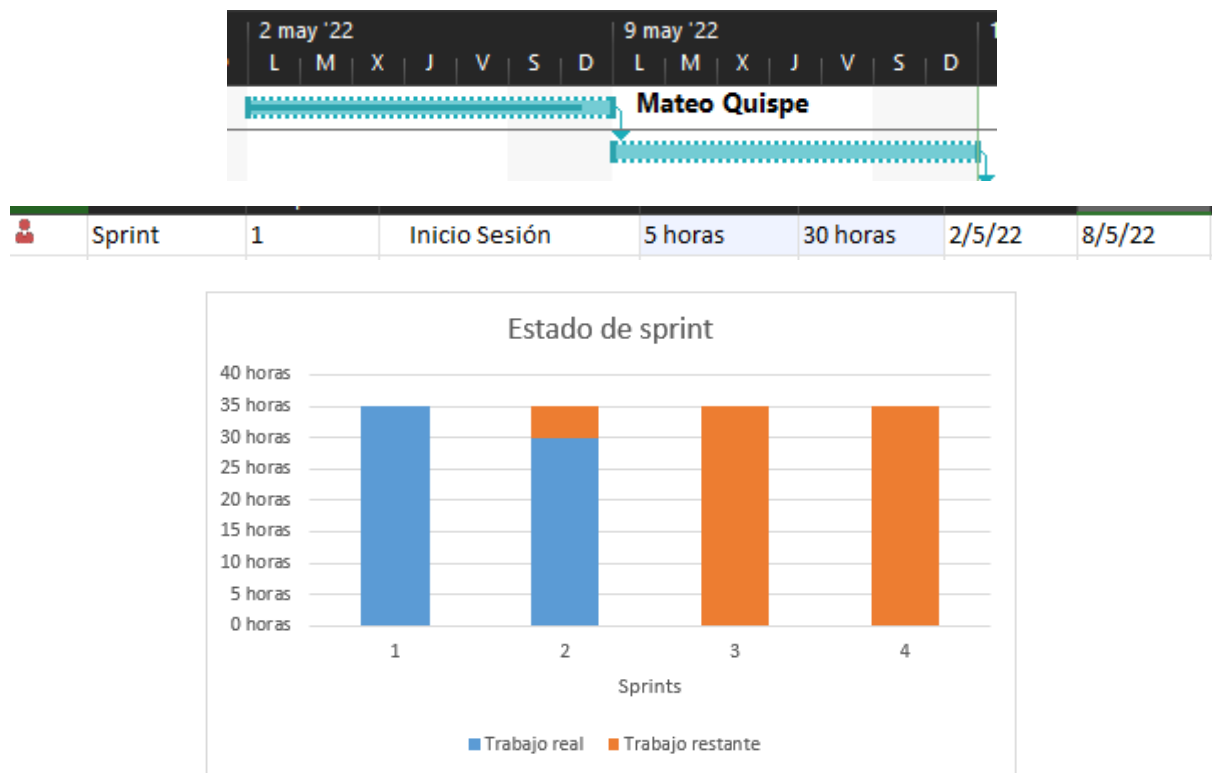 2 may '22 9 may '22 1
L M X J V S D L M X J V S D
Mateo Quispe
Sprint 1 Inicio Sesión 5 horas 30 horas 2/5/22 8/5/22
Estado de sprint
40 horas
35 horas
30 horas
25 horas
20 horas
15 horas
10 horas
5 horas
0 horas
1 2 3 4
Sprints
Trabajo real Trabajo restante